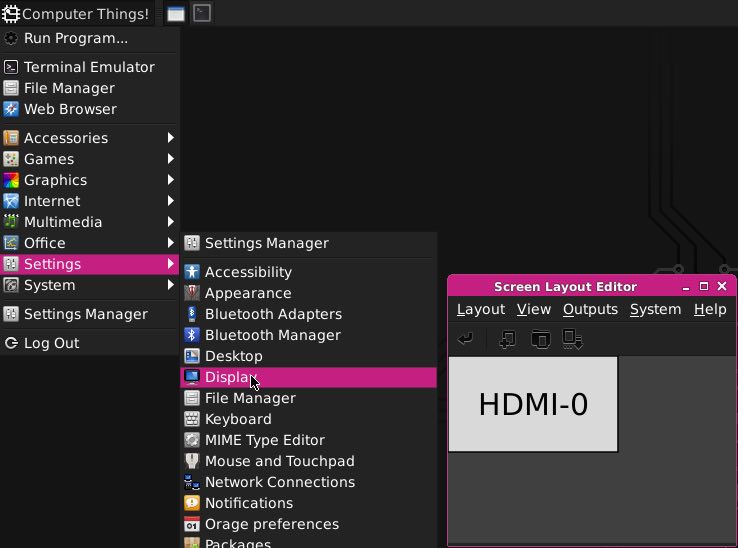 Computer Things!
Run Program...
Terminal Emulator
File Manager
Web Browser
Accessories
Games
Graphics
Internet
Multimedia
Office
Settings
System
Settings Manager
Log Out
Settings Manager
Accessibility
Appearance
Bluetooth Adapters
Bluetooth Manager
Desktop
Display
File Manager
Keyboard
MIME Type Editor
Mouse and Touchpad
Network Connections
Notifications
01 Orage preferences
Packages
Screen Layout Editor
Layout View Outputs System Help
HDMI-0